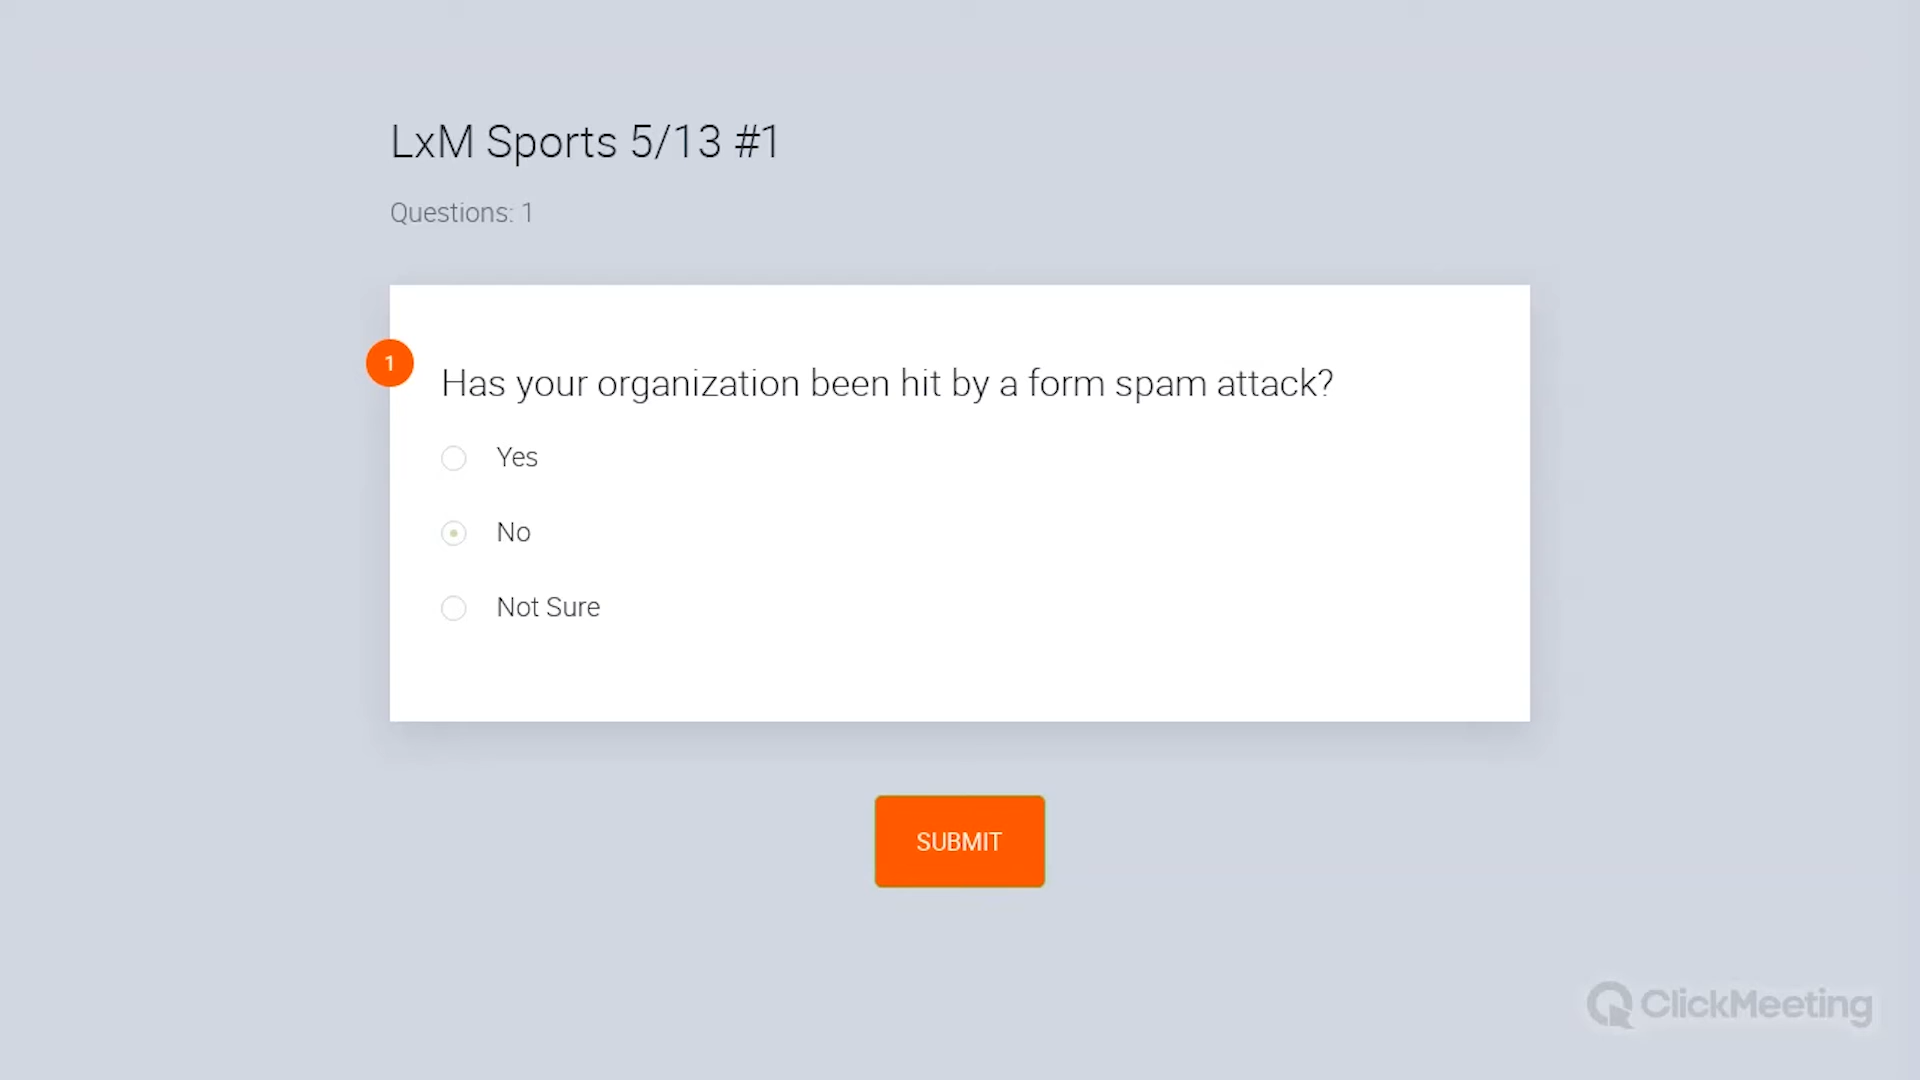 LxM Sports 5/13 #1
Questions: 1
1
Has your organization been hit by a form spam attack?
Yes
No
Not Sure
SUBMIT
ClickMeeting